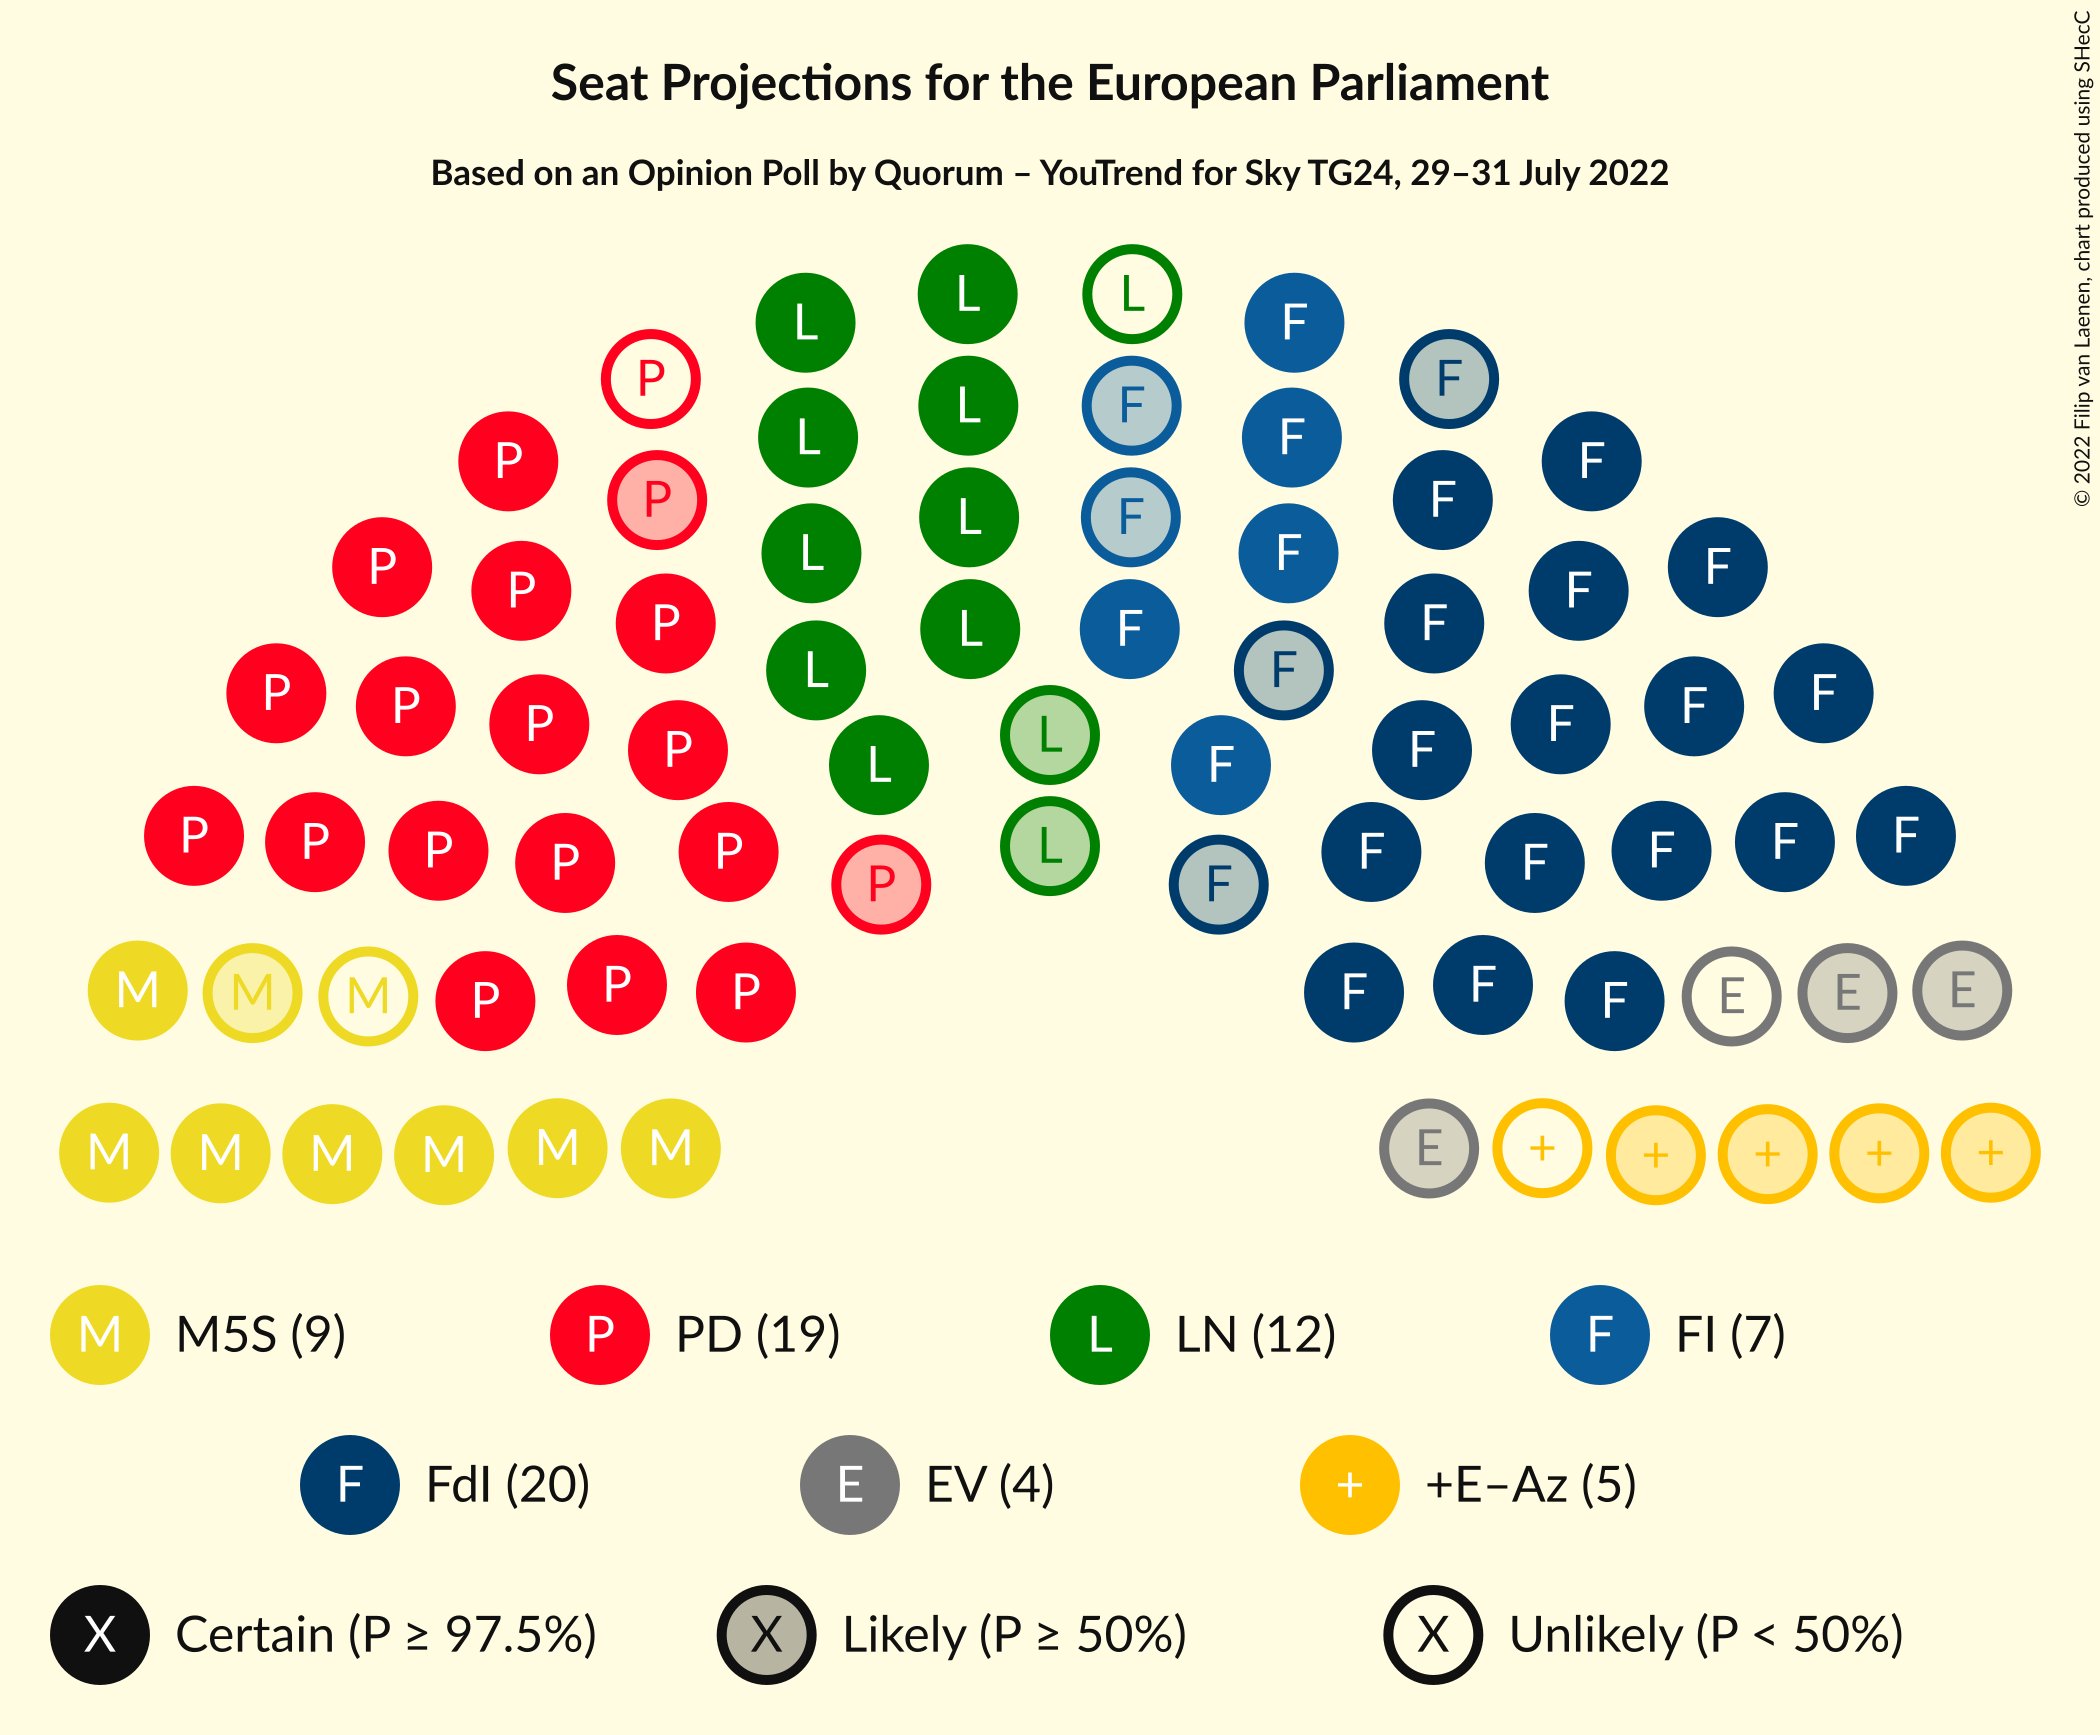 Seat Projections for the European Parliament
Based on an Opinion Poll by Quorum – YouTrend for Sky TG24, 29–31 July 2022
© 2022 Filip van Laenen, chart produced using SHecC
L L L
L F
P F
L F
P L F F
P F
L F
P L F F
P P F F
L F
P P F F
P L F L F F
P P F F
P P L F F F
P P L F F F
P P P P P P L F F F F F F
M M M P P P F F F E E E
M M M M M M E + + + + +
M M5S (9) P PD (19) L LN (12) F FI (7)
F FdI (20) E EV (4) + +E–Az (5)
X Certain (P ≥ 97.5%) X Likely (P ≥ 50%) X Unlikely (P < 50%)